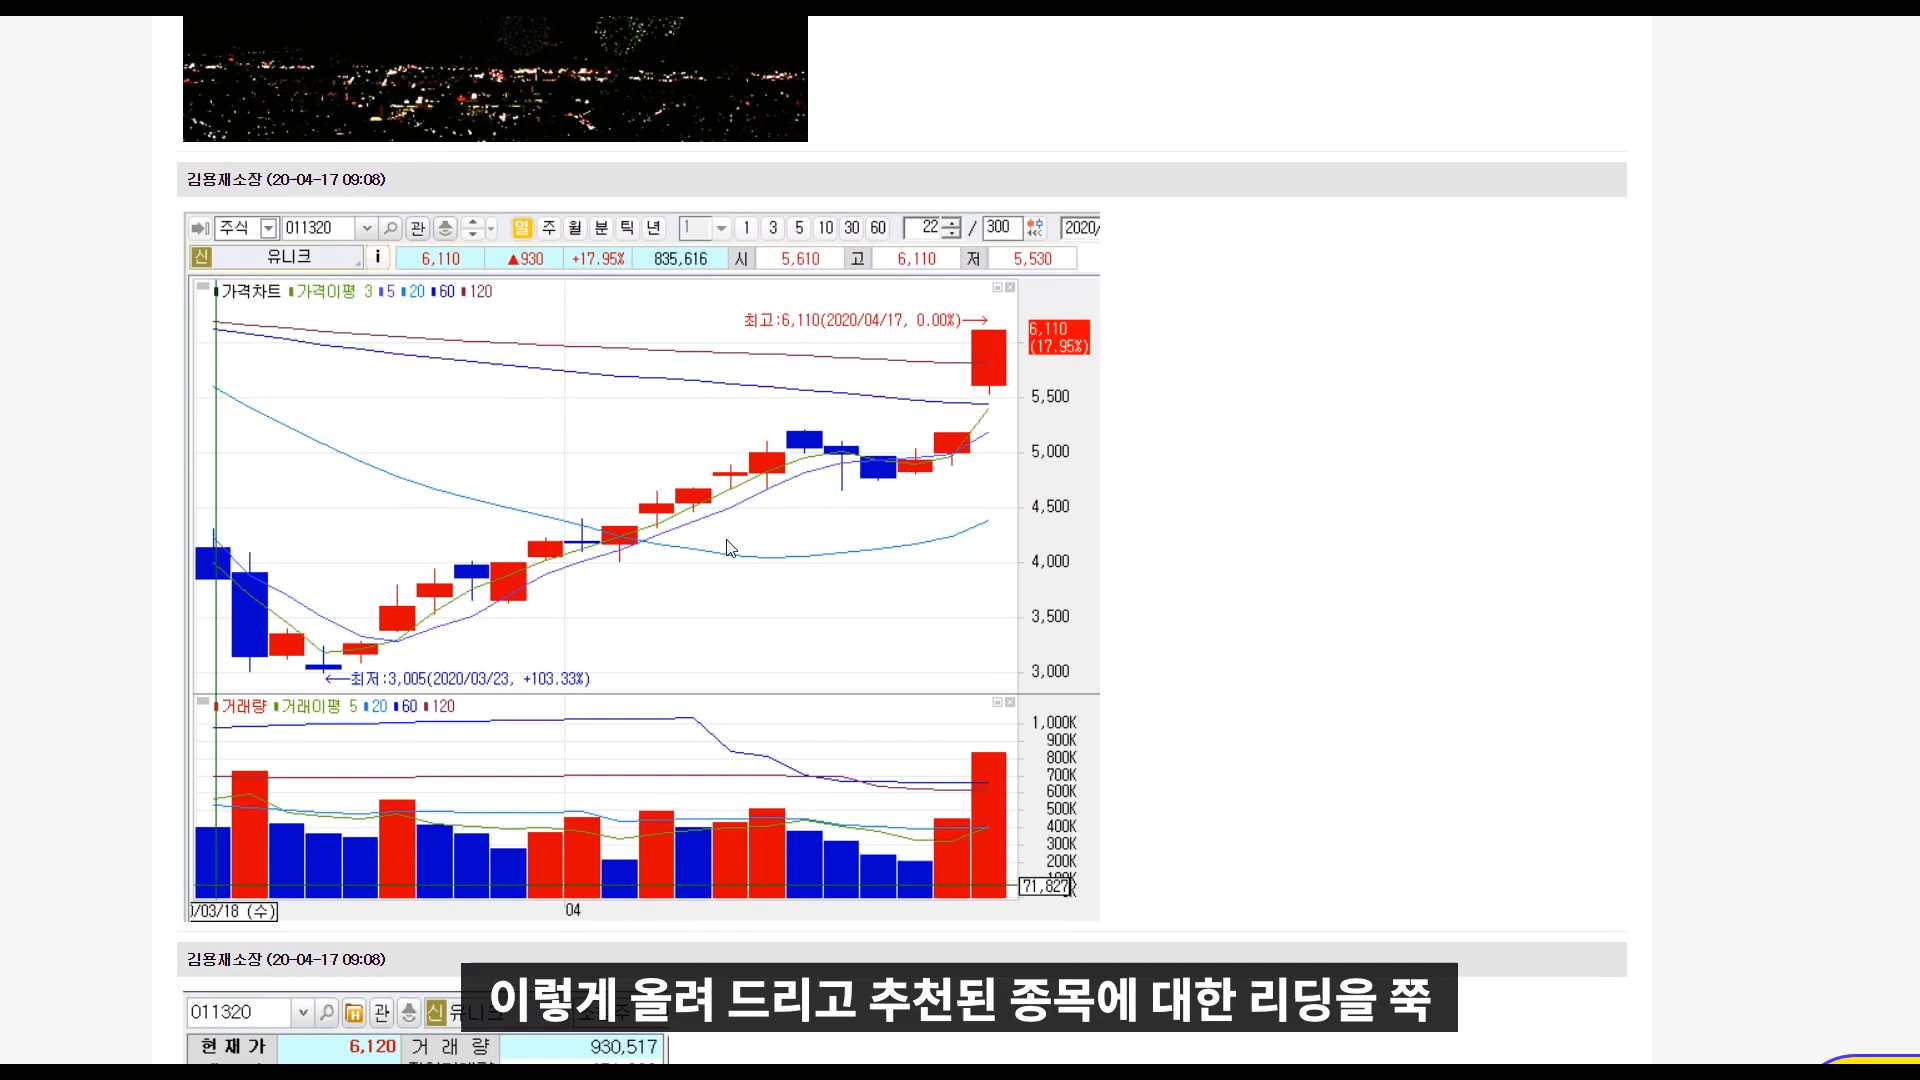 김용재소장 (20-04-17 09:08)
주식 011320 관 일 주 월 분 틱 년 1 1 3 5 10 30 60 22 / 300 2020/
신 유니크 i 6,110 ▲930 +17.95% 835,616 시 5,610 고 6,110 저 5,530
가격차트 가격이평 3 5 20 60 120
최고:6,110(2020/04/17, 0.00%)→
6,110
(17.95%)
5,500
5,000
4,500
4,000
3,500
3,000
←최저:3,005(2020/03/23, +103.33%)
거래량 거래이평 5 20 60 120
1,000K
900K
800K
700K
600K
500K
400K
300K
200K
71,827
/03/18 (수) 04
김용재소장 (20-04-17 09:08)
이렇게 올려 드리고 추천된 종목에 대한 리딩을 쭉
011320 관 신 유니크
현재가 6,120 거래량 930,517